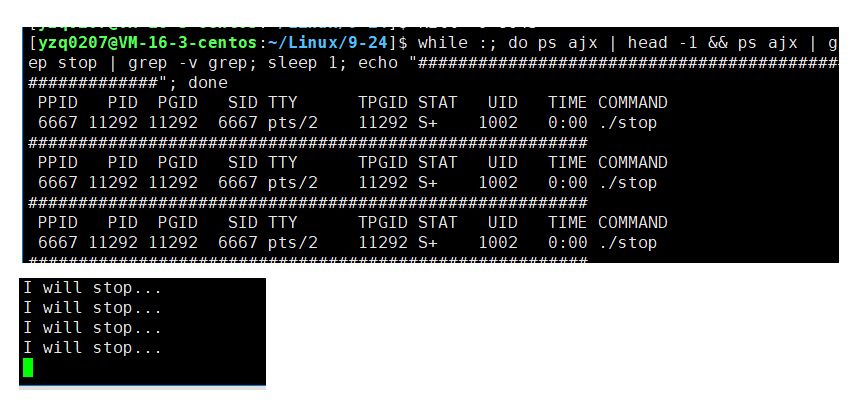 [yzq0207@VM-16-3-centos:~/Linux/9-24]$ while :; do ps ajx | head -1 && ps ajx | g
ep stop | grep -v grep; sleep 1; echo "##########################################
#############"; done
 PPID   PID  PGID   SID TTY      TPGID STAT   UID   TIME COMMAND
 6667 11292 11292  6667 pts/2    11292 S+    1002   0:00 ./stop
########################################################
 PPID   PID  PGID   SID TTY      TPGID STAT   UID   TIME COMMAND
 6667 11292 11292  6667 pts/2    11292 S+    1002   0:00 ./stop
########################################################
 PPID   PID  PGID   SID TTY      TPGID STAT   UID   TIME COMMAND
 6667 11292 11292  6667 pts/2    11292 S+    1002   0:00 ./stop
########################################################
I will stop...
I will stop...
I will stop...
I will stop...